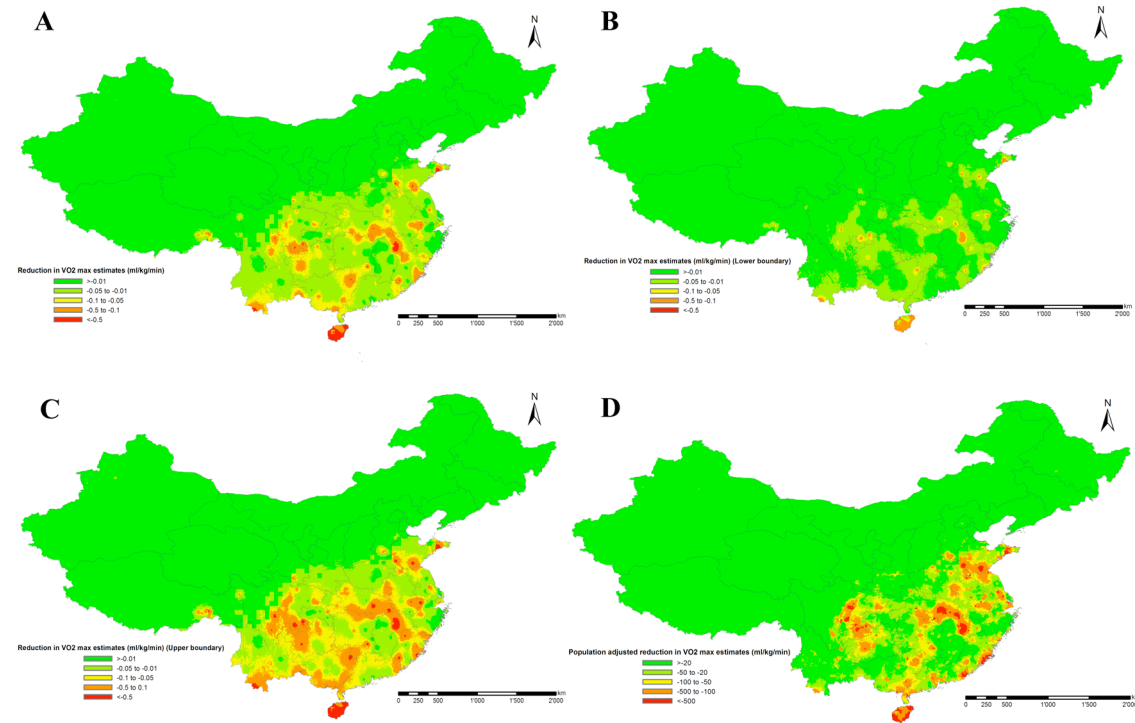 A
N
Reduction in VO2 max estimates (ml/kg/min)
>-0.01
-0.05 to -0.01
-0.1 to -0.05
-0.5 to -0.1
<-0.5
km
0 250 500 1'000 1'500 2'000
B
N
Reduction in VO2 max estimates (ml/kg/min) (Lower boundary)
>-0.01
-0.05 to -0.01
-0.1 to -0.05
-0.5 to -0.1
<-0.5
km
0 250 500 1'000 1'500 2'000
C
N
Reduction in VO2 max estimates (ml/kg/min) (Upper boundary)
>-0.01
-0.05 to -0.01
-0.1 to -0.05
-0.5 to 0.1
<-0.5
km
0 250 500 1'000 1'500 2'000
D
N
Population adjusted reduction in VO2 max estimates (ml/kg/min)
>-20
-50 to -20
-100 to -50
-500 to -100
<-500
0 250 500 1'000 1'500 2'00